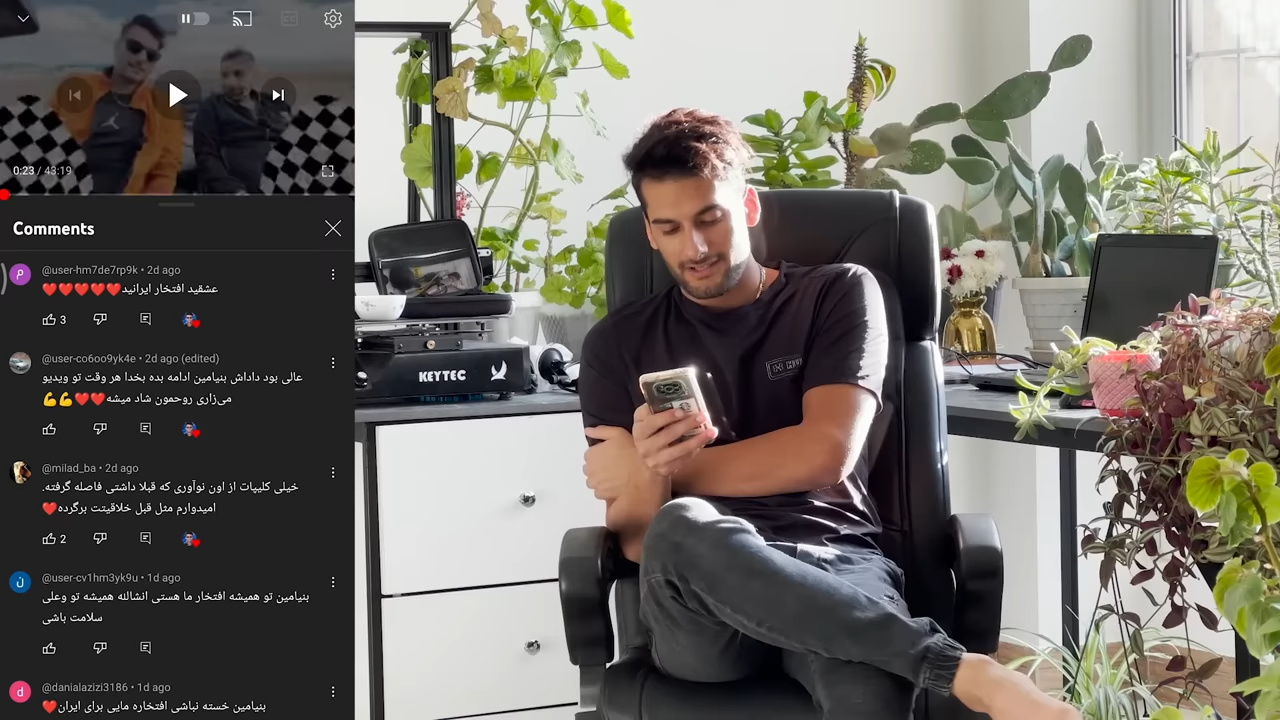 0:23 / 43:19
Comments
@user-hm7de7rp9k • 2d ago
عشقید افتخار ایرانید❤❤❤❤❤
3
@user-co6oo9yk4e • 2d ago (edited)
عالی بود داداش بنیامین ادامه بده بخدا هر وقت تو ویدیو
می‌زاری روحمون شاد میشه❤❤💪💪
@milad_ba • 2d ago
خیلی کلیپات از اون نوآوری که قبلا داشتی فاصله گرفته.
امیدوارم مثل قبل خلاقیتت برگرده❤
2
@user-cv1hm3yk9u • 1d ago
بنیامین تو همیشه افتخار ما هستی انشالله همیشه تو وعلی
سلامت باشی
@danialazizi3186 • 1d ago
بنیامین خسته نباشی افتخاره مایی برای ایران❤
KEYTEC